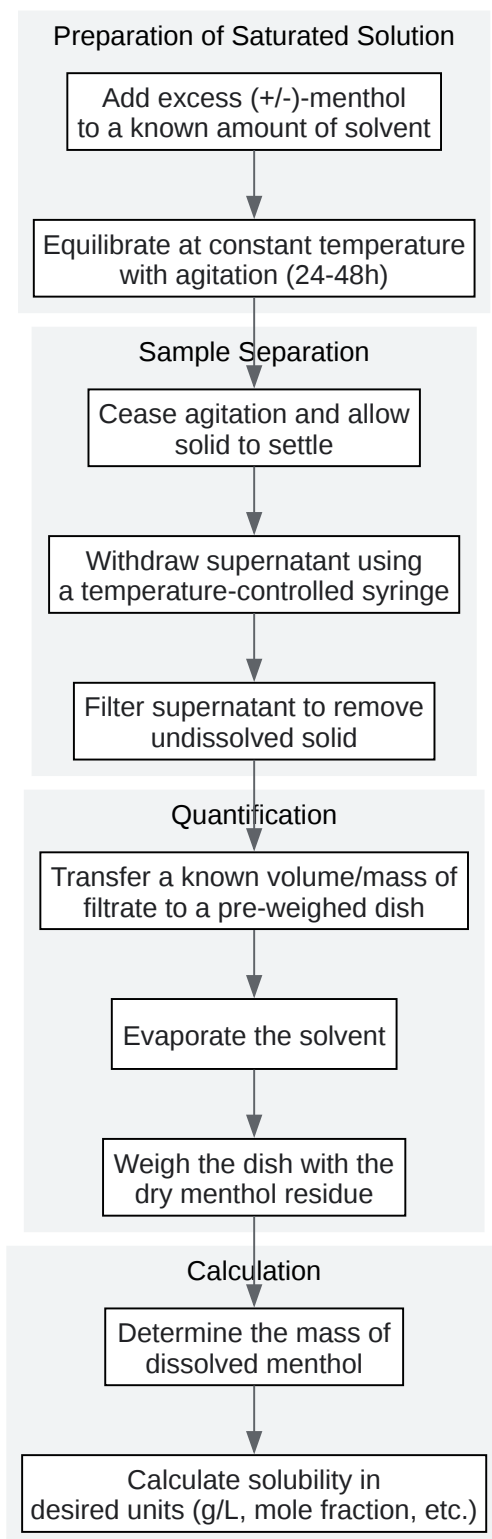 Preparation of Saturated Solution
Add excess (+/-)-menthol
to a known amount of solvent
Equilibrate at constant temperature
with agitation (24-48h)
Sample Separation
Cease agitation and allow
solid to settle
Withdraw supernatant using
a temperature-controlled syringe
Filter supernatant to remove
undissolved solid
Quantification
Transfer a known volume/mass of
filtrate to a pre-weighed dish
Evaporate the solvent
Weigh the dish with the
dry menthol residue
Calculation
Determine the mass of
dissolved menthol
Calculate solubility in
desired units (g/L, mole fraction, etc.)